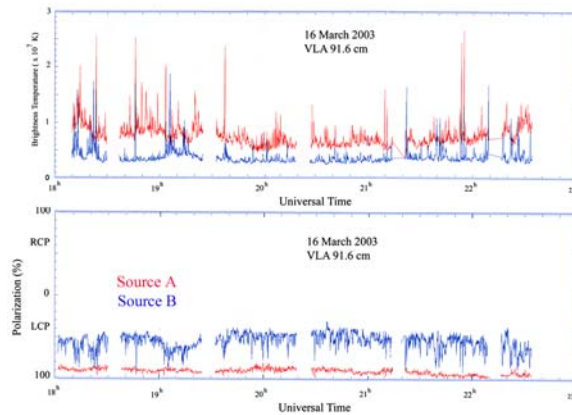 3
16 March 2003
VLA 91.6 cm
2
1
0
Brightness Temperature (x 10⁷ K)
18ʰ 19ʰ 20ʰ 21ʰ 22ʰ
Universal Time
100
RCP
16 March 2003
VLA 91.6 cm
Source A
Source B
0
LCP
100
Polarization (%)
18ʰ 19ʰ 20ʰ 21ʰ 22ʰ
Universal Time